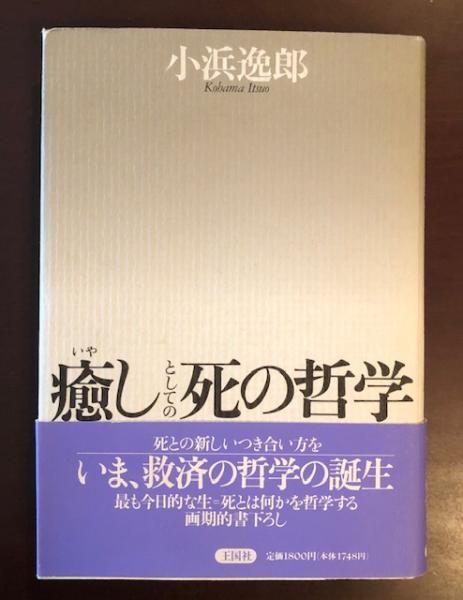 小浜逸郎
Kohama Itsuo
いや
癒しとしての死の哲学
死との新しいつき合い方を
いま、救済の哲学の誕生
最も今日的な生=死とは何かを哲学する
画期的書下ろし
王国社 定価1800円(本体1748円)